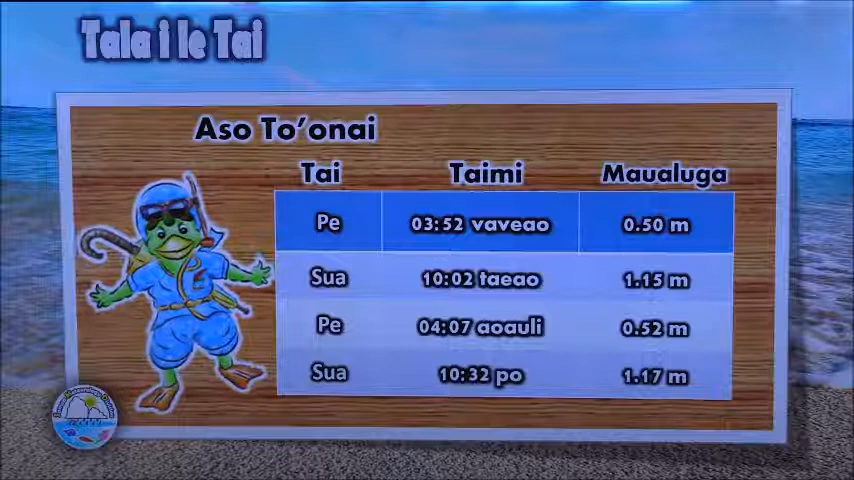 Tala i le Tai
Aso To'onai
Tai Taimi Maualuga
Pe 03:52 vaveao 0.50 m
Sua 10:02 taeao 1.15 m
Pe 04:07 aoauli 0.52 m
Sua 10:32 po 1.17 m